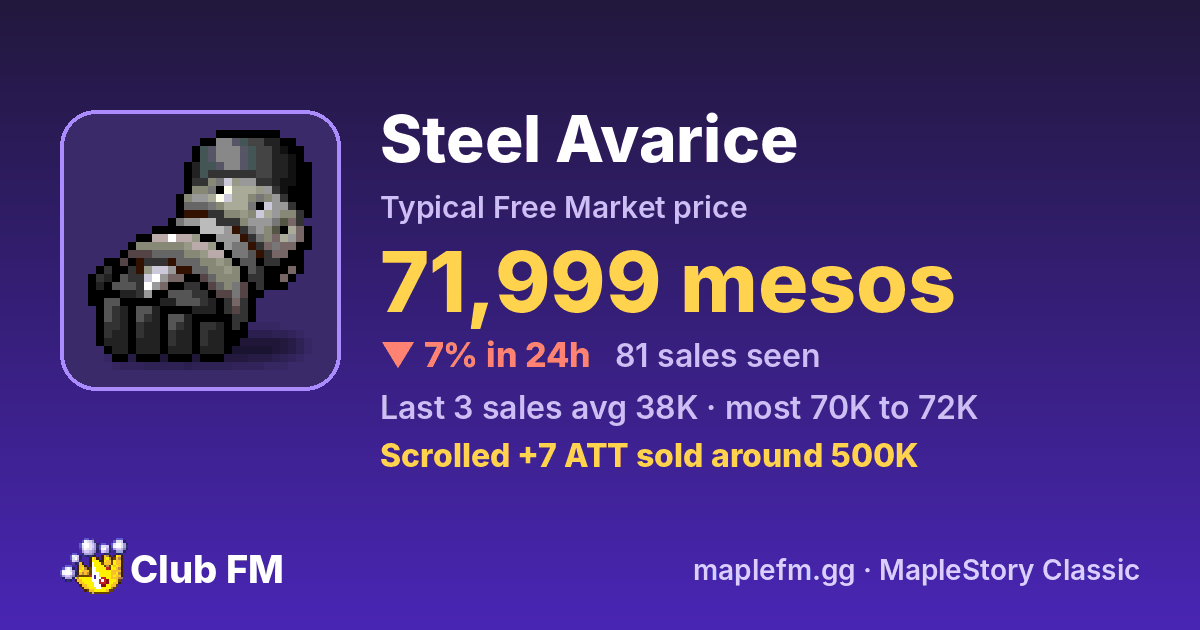 Steel Avarice
Typical Free Market price
71,999 mesos
▼ 7% in 24h 81 sales seen
Last 3 sales avg 38K · most 70K to 72K
Scrolled +7 ATT sold around 500K
Club FM
maplefm.gg · MapleStory Classic